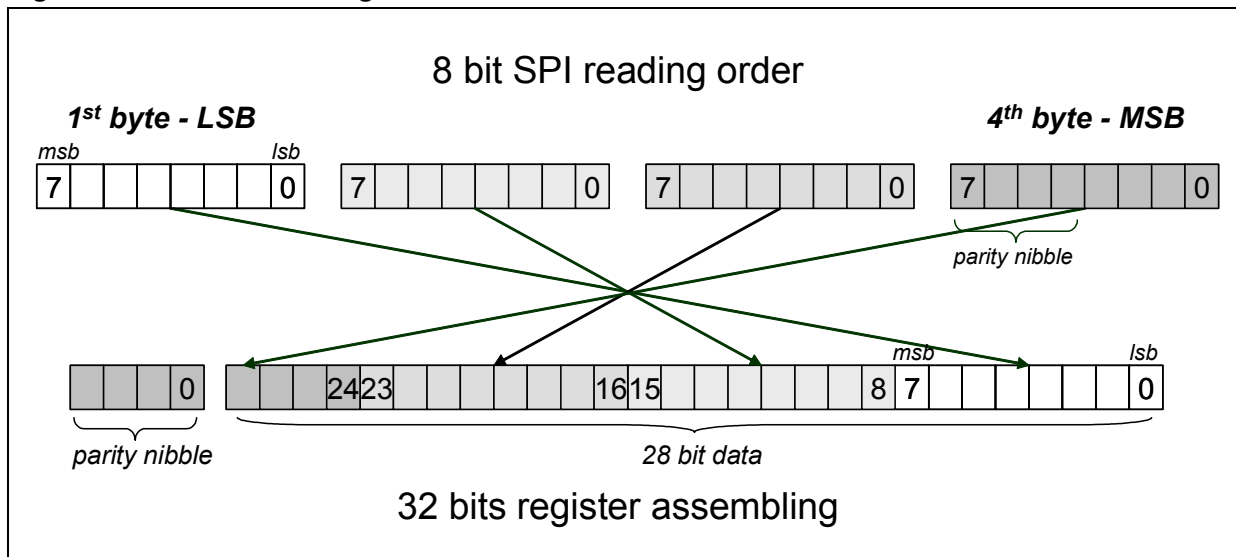 8 bit SPI reading order
1st byte - LSB
4th byte - MSB
msb
lsb
7 0 7 0 7 0 7 0
parity nibble
msb
lsb
0 24 23 16 15 8 7 0
parity nibble
28 bit data
32 bits register assembling